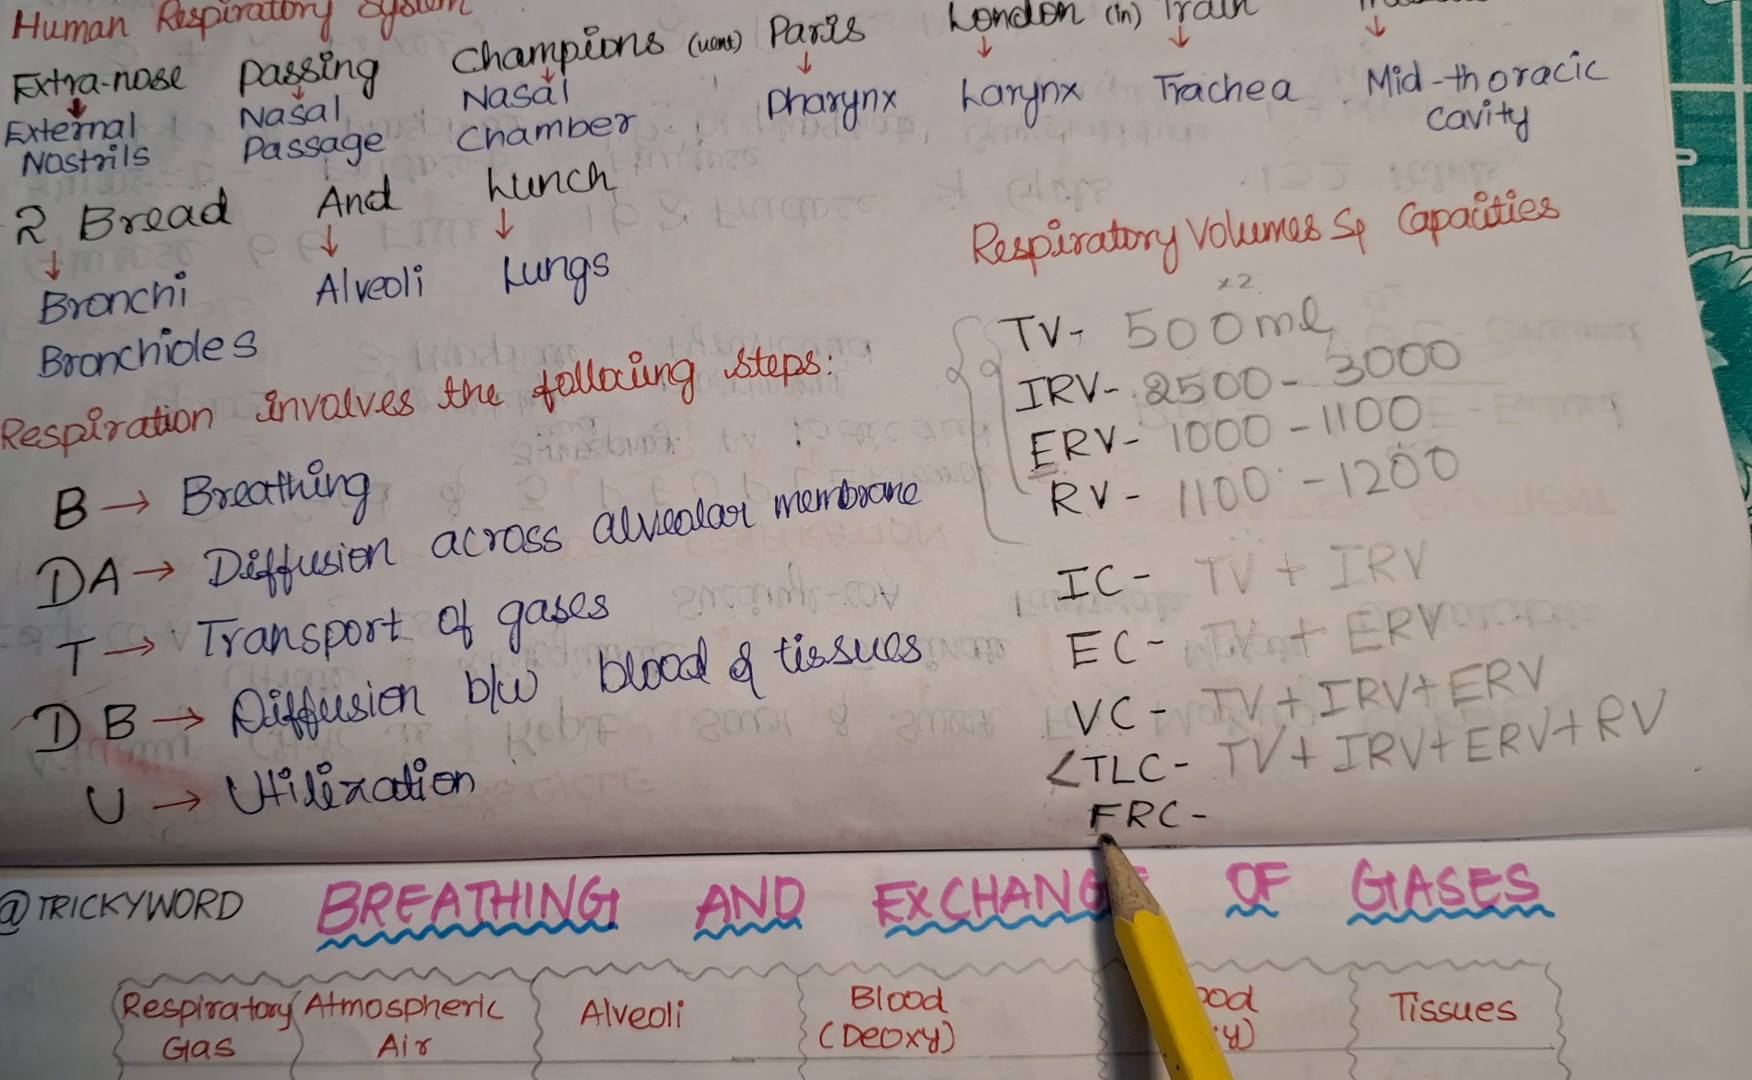 Human Respiratory System
Extra-nose Passing Champions (went) Paris London (in) Train
External Nostrils
Nasal Passage
Nasal Chamber
Pharynx
Larynx
Trachea
Mid-thoracic cavity
2 Bread And Lunch
Bronchi
Bronchioles
Alveoli
Lungs
Respiration involves the following steps:
B → Breathing
DA → Diffusion across alveolar membrane
T → Transport of gases
DB → Diffusion b/w blood & tissues
U → Utilization
Respiratory Volumes & Capacities
x2
TV- 500ml
IRV- 2500 - 3000
ERV- 1000 - 1100
RV- 1100 - 1200
IC- TV + IRV
EC- TV + ERV
VC- TV + IRV + ERV
<TLC- TV + IRV + ERV + RV
FRC-
@TRICKYWORD
BREATHING AND EXCHANGE OF GASES
Respiratory Gas
Atmospheric Air
Alveoli
Blood (Deoxy)
Tissues